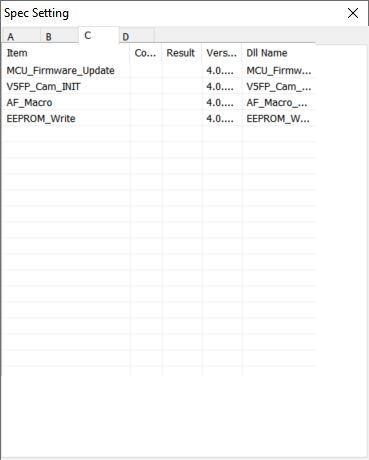 Spec Setting
A B C D
Item Co... Result Vers... Dll Name
MCU_Firmware_Update 4.0.... MCU_Firmw...
V5FP_Cam_INIT 4.0.... V5FP_Cam_...
AF_Macro 4.0.... AF_Macro_...
EEPROM_Write 4.0.... EEPROM_W...